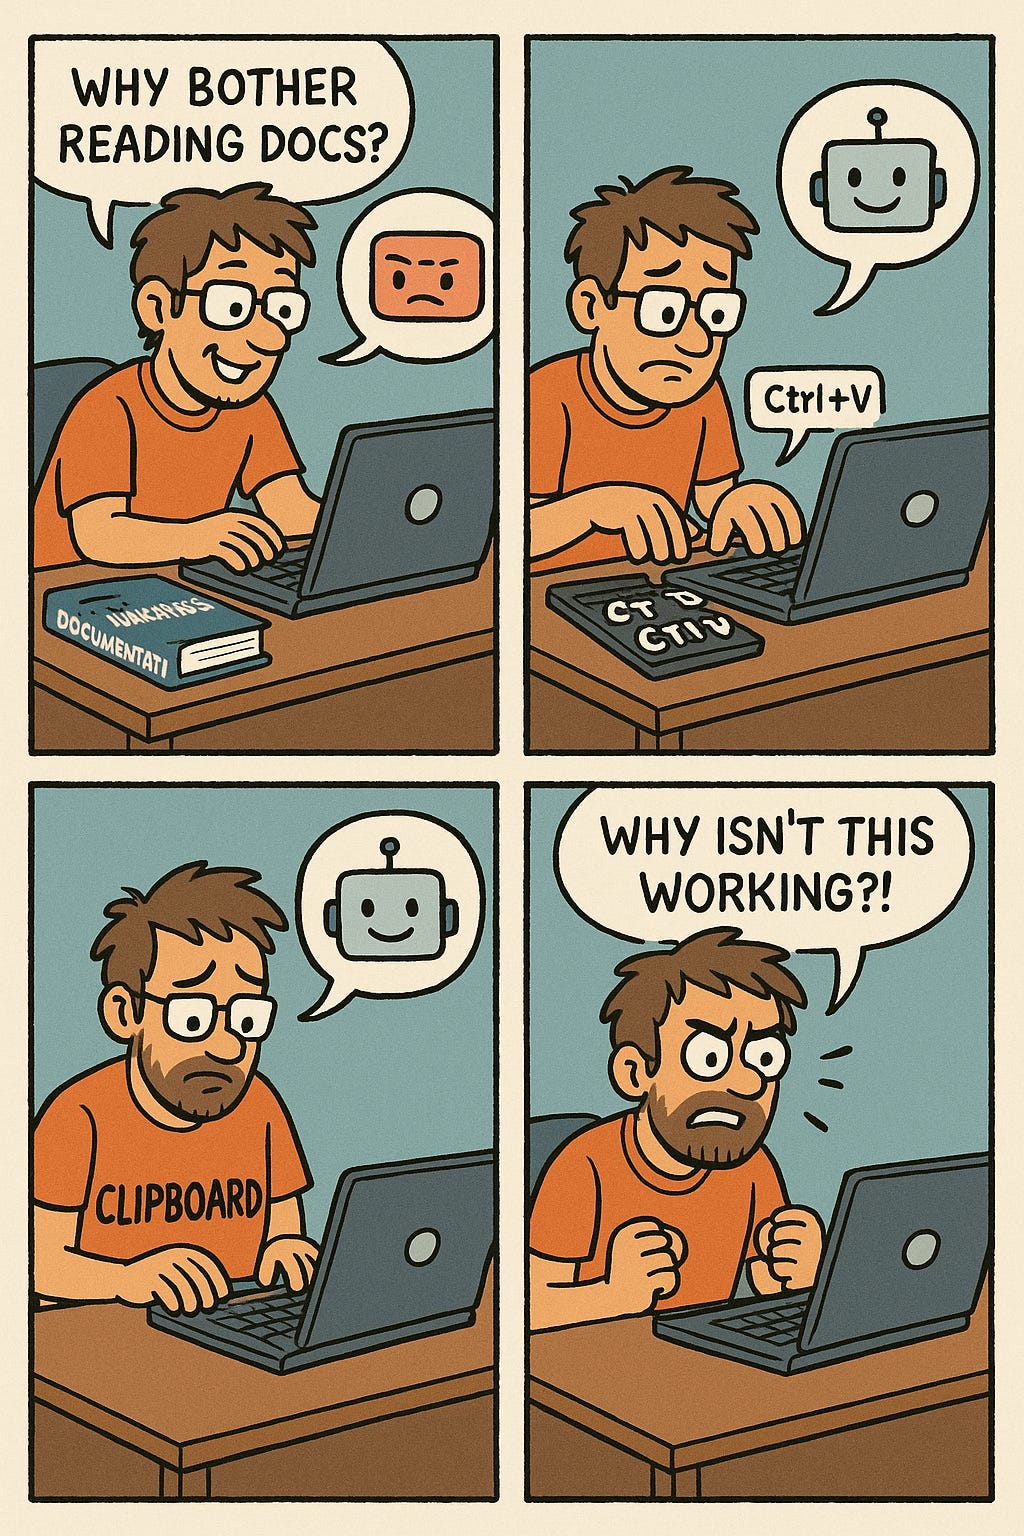 WHY BOTHER
READING DOCS?
DOCUMENTATI
Ctrl+V
CLIPBOARD
WHY ISN'T THIS
WORKING?!